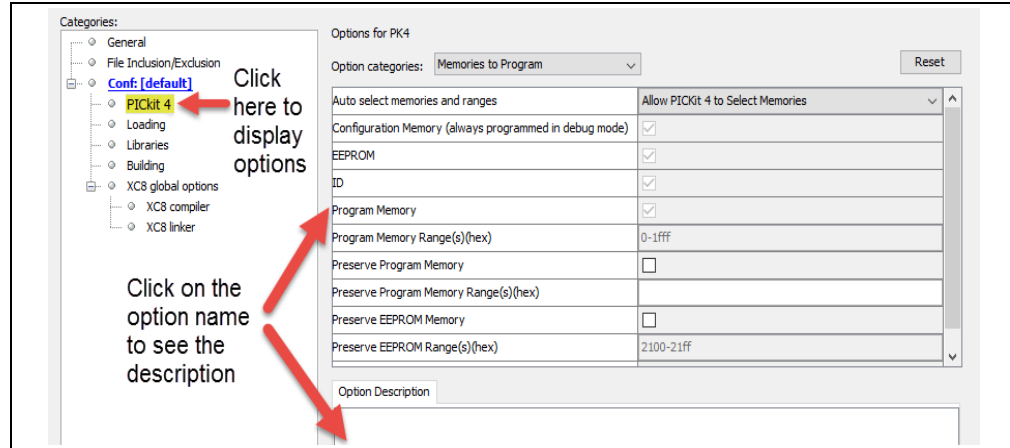 Categories:
General
File Inclusion/Exclusion
Conf: [default]
PICkit 4
Loading
Libraries
Building
XC8 global options
XC8 compiler
XC8 linker
Click
here to
display
options
Click on the
option name
to see the
description
Options for PK4
Option categories: Memories to Program Reset
Auto select memories and ranges Allow PICKit 4 to Select Memories
Configuration Memory (always programmed in debug mode)
EEPROM
ID
Program Memory
Program Memory Range(s)(hex) 0-1fff
Preserve Program Memory
Preserve Program Memory Range(s)(hex)
Preserve EEPROM Memory
Preserve EEPROM Range(s)(hex) 2100-21ff
Option Description